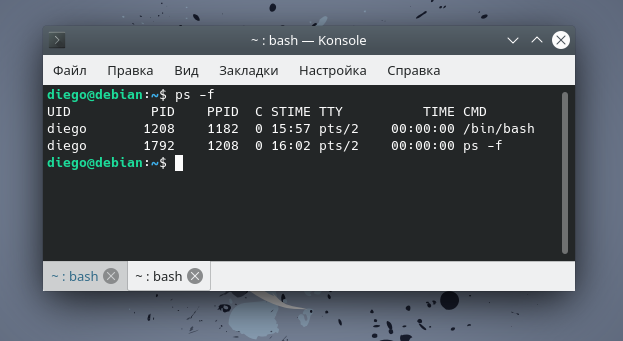 ~ : bash — Konsole
Файл Правка Вид Закладки Настройка Справка
diego@debian:~$ ps -f
UID PID PPID C STIME TTY TIME CMD
diego 1208 1182 0 15:57 pts/2 00:00:00 /bin/bash
diego 1792 1208 0 16:02 pts/2 00:00:00 ps -f
diego@debian:~$
~ : bash ~ : bash